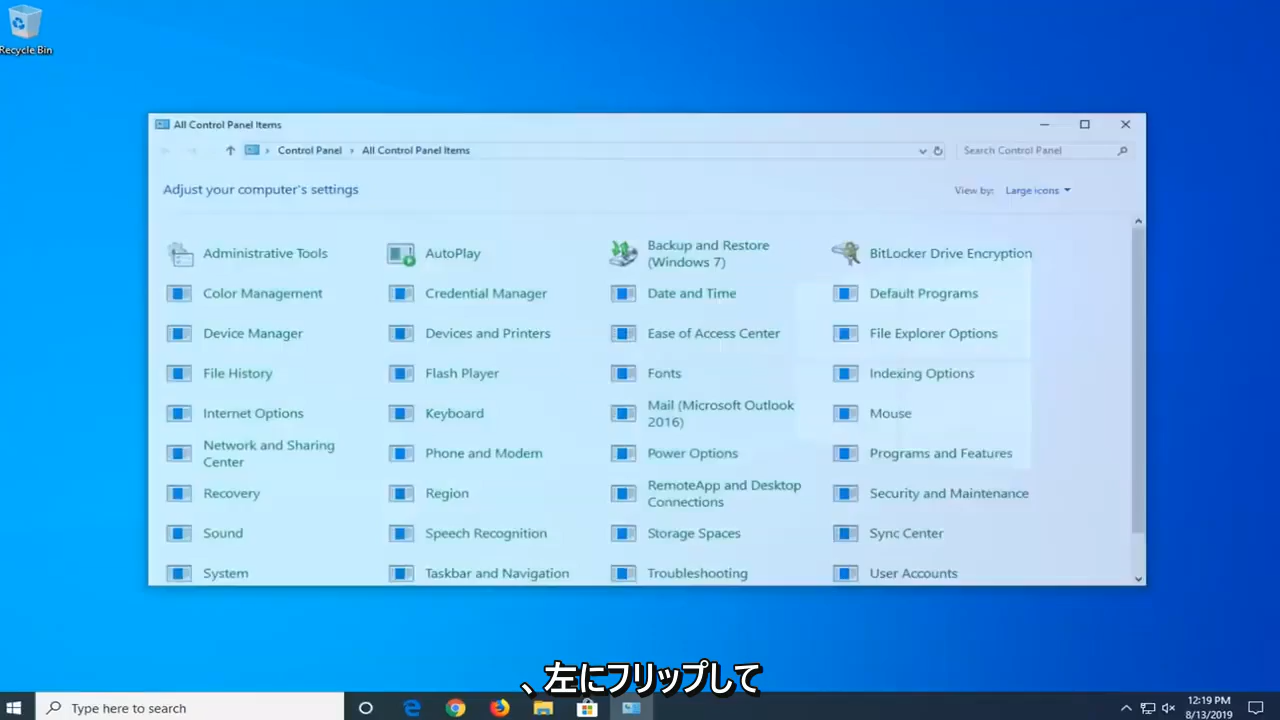 Recycle Bin
All Control Panel Items
Control Panel
All Control Panel Items
Search Control Panel
Adjust your computer's settings
View by:
Large icons
Administrative Tools
AutoPlay
Backup and Restore
(Windows 7)
BitLocker Drive Encryption
Color Management
Credential Manager
Date and Time
Default Programs
Device Manager
Devices and Printers
Ease of Access Center
File Explorer Options
File History
Flash Player
Fonts
Indexing Options
Internet Options
Keyboard
Mail (Microsoft Outlook
2016)
Mouse
Network and Sharing
Center
Phone and Modem
Power Options
Programs and Features
Recovery
Region
RemoteApp and Desktop
Connections
Security and Maintenance
Sound
Speech Recognition
Storage Spaces
Sync Center
System
Taskbar and Navigation
Troubleshooting
User Accounts
、左にフリップして
Type here to search
12:19 PM
8/13/2019